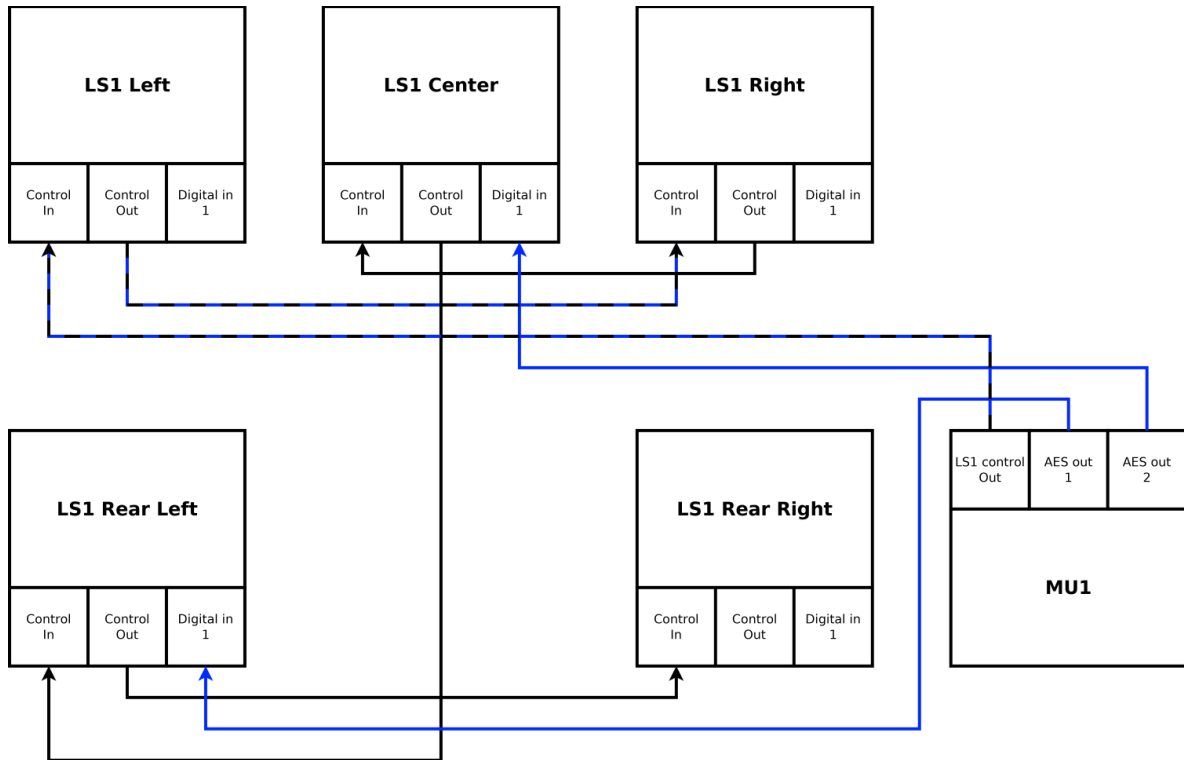 LS1 Left
LS1 Center
LS1 Right
Control
In
Control
Out
Digital in
1
Control
In
Control
Out
Digital in
1
Control
In
Control
Out
Digital in
1
LS1 Rear Left
LS1 Rear Right
LS1 control
Out
AES out
1
AES out
2
MU1
Control
In
Control
Out
Digital in
1
Control
In
Control
Out
Digital in
1